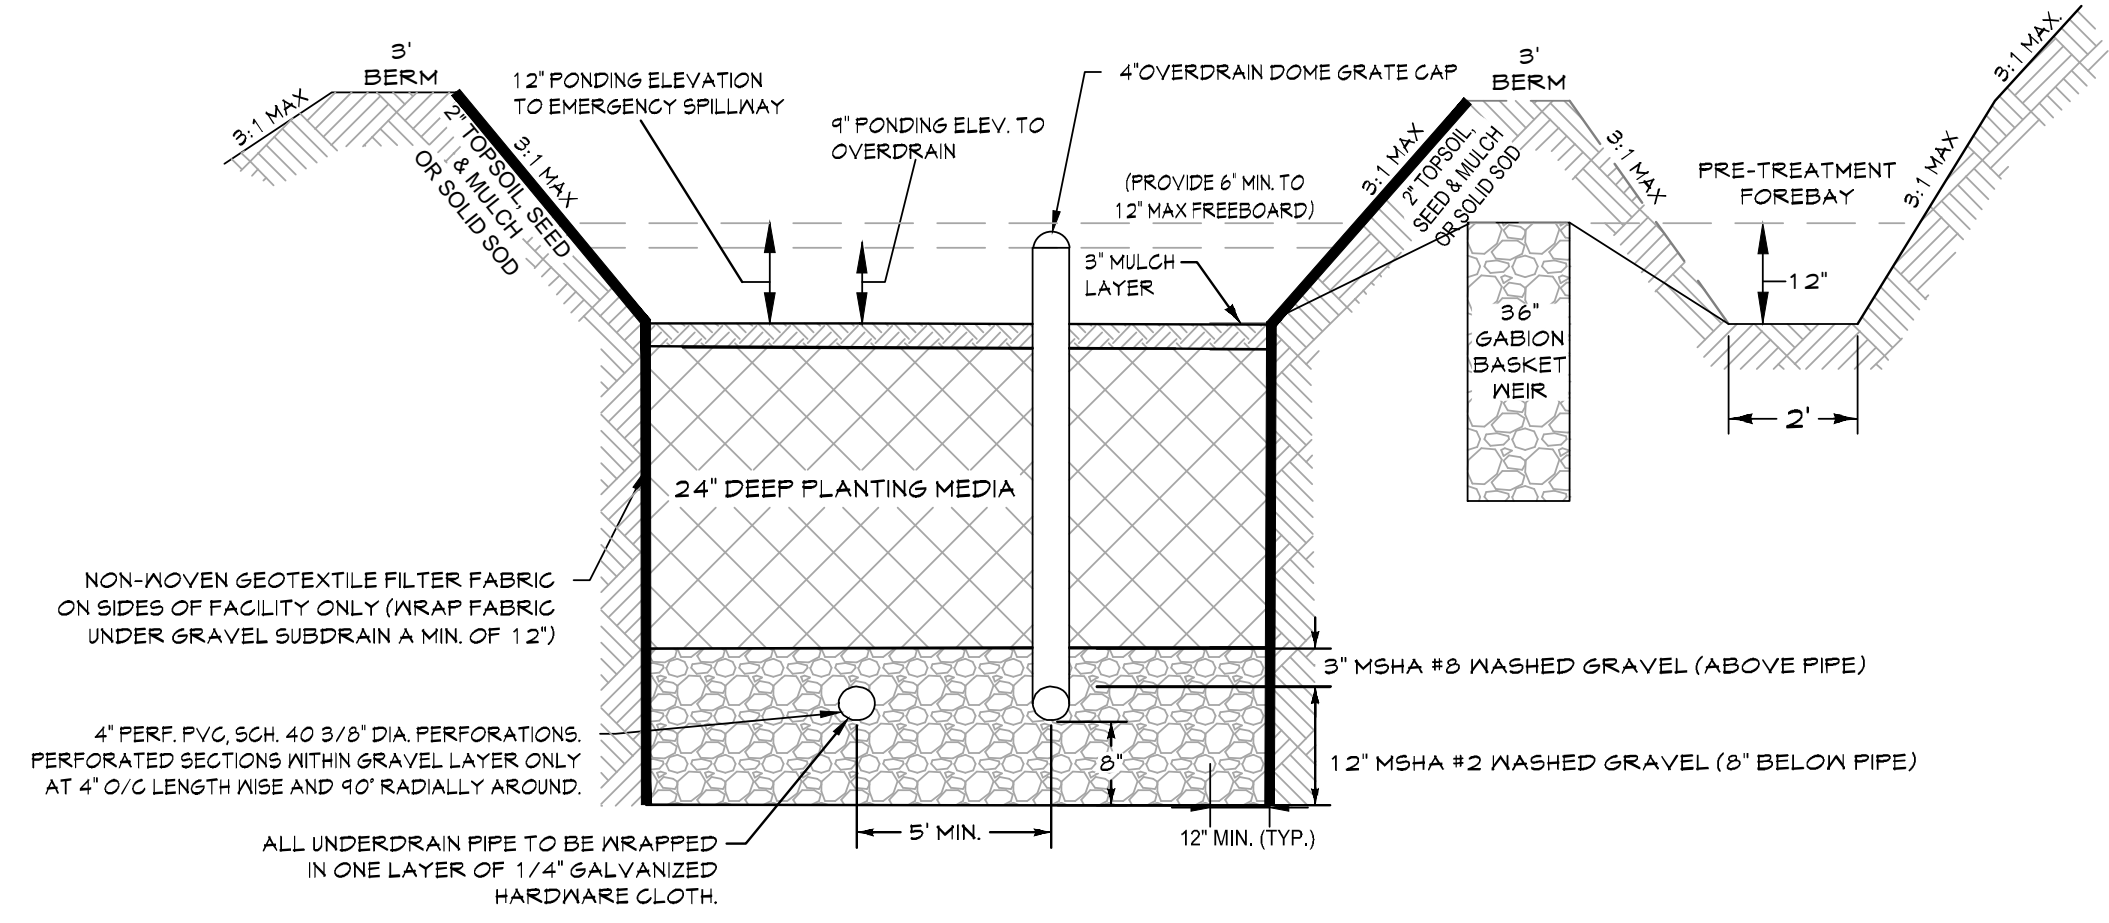 3'
BERM
3:1 MAX
2" TOPSOIL, SEED
& MULCH
OR SOLID SOD
3:1 MAX
12" PONDING ELEVATION
TO EMERGENCY SPILLWAY
9" PONDING ELEV. TO
OVERDRAIN
4"OVERDRAIN DOME GRATE CAP
(PROVIDE 6" MIN. TO
12" MAX FREEBOARD)
3" MULCH
LAYER
3:1 MAX
2" TOPSOIL,
SEED & MULCH
OR SOLID SOD
3'
BERM
3:1 MAX
PRE-TREATMENT
FOREBAY
3:1 MAX
3:1 MAX.
12"
36"
GABION
BASKET
WEIR
2'
24" DEEP PLANTING MEDIA
NON-WOVEN GEOTEXTILE FILTER FABRIC
ON SIDES OF FACILITY ONLY (WRAP FABRIC
UNDER GRAVEL SUBDRAIN A MIN. OF 12")
3" MSHA #8 WASHED GRAVEL (ABOVE PIPE)
4" PERF. PVC, SCH. 40 3/8" DIA. PERFORATIONS.
PERFORATED SECTIONS WITHIN GRAVEL LAYER ONLY
AT 4" O/C LENGTH WISE AND 90° RADIALLY AROUND.
8"
12" MSHA #2 WASHED GRAVEL (8" BELOW PIPE)
5' MIN.
12" MIN. (TYP.)
ALL UNDERDRAIN PIPE TO BE WRAPPED
IN ONE LAYER OF 1/4" GALVANIZED
HARDWARE CLOTH.